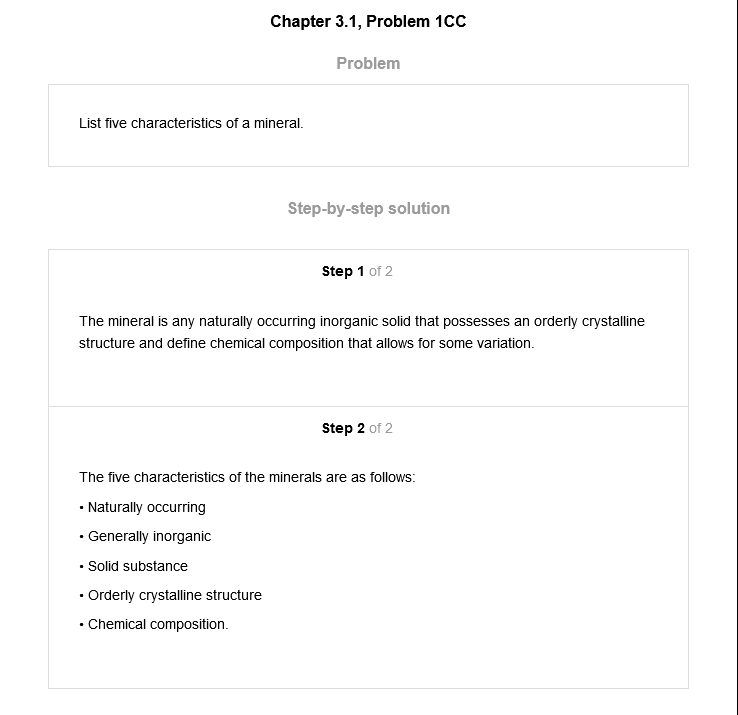 Chapter 3.1, Problem 1CC
Problem
List five characteristics of a mineral.
Step-by-step solution
Step 1 of 2
The mineral is any naturally occurring inorganic solid that possesses an orderly crystalline
structure and define chemical composition that allows for some variation.
Step 2 of 2
The five characteristics of the minerals are as follows:
• Naturally occurring
• Generally inorganic
• Solid substance
• Orderly crystalline structure
• Chemical composition.